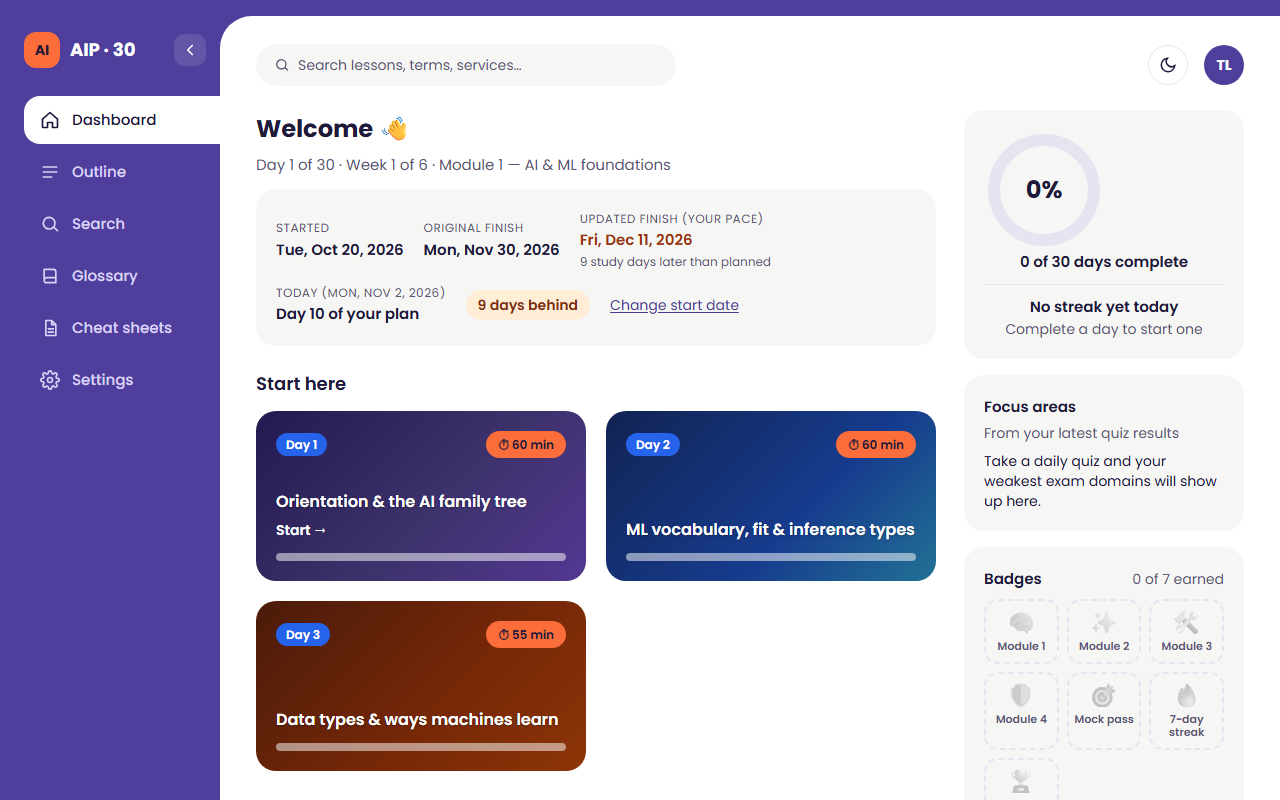 AI
AIP · 30
Dashboard
Outline
Search
Glossary
Cheat sheets
Settings
Search lessons, terms, services…
TL
Welcome 👋
Day 1 of 30 · Week 1 of 6 · Module 1 — AI & ML foundations
STARTED
Tue, Oct 20, 2026
ORIGINAL FINISH
Mon, Nov 30, 2026
UPDATED FINISH (YOUR PACE)
Fri, Dec 11, 2026
9 study days later than planned
TODAY (MON, NOV 2, 2026)
Day 10 of your plan
9 days behind
Change start date
Start here
Day 1
⏱ 60 min
Orientation & the AI family tree
Start →
Day 2
⏱ 60 min
ML vocabulary, fit & inference types
Day 3
⏱ 55 min
Data types & ways machines learn
0%
0 of 30 days complete
No streak yet today
Complete a day to start one
Focus areas
From your latest quiz results
Take a daily quiz and your
weakest exam domains will show
up here.
Badges
0 of 7 earned
Module 1
Module 2
Module 3
Module 4
Mock pass
7-day
streak